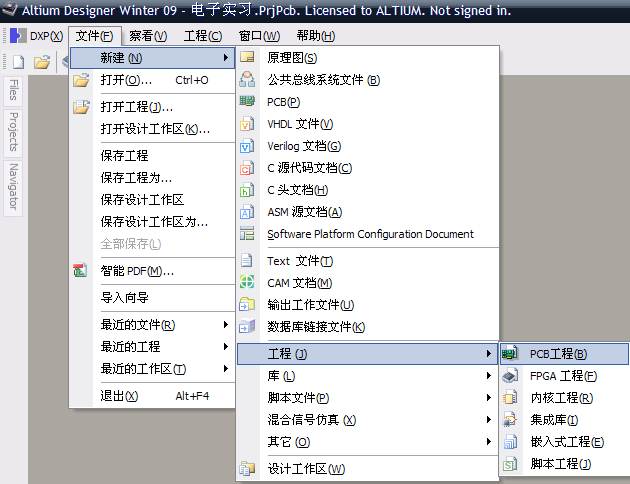 Altium Designer Winter 09 - 电子实习.PrjPcb. Licensed to ALTIUM. Not signed in.
DXP(X) 文件(F) 察看(V) 工程(C) 窗口(W) 帮助(H)
Files
Projects
Navigator
新建 (N)
打开(O)... Ctrl+O
打开工程(J)...
打开设计工作区(K)...
保存工程
保存工程为...
保存设计工作区
保存设计工作区为...
全部保存(L)
智能 PDF(M)...
导入向导
最近的文件(R)
最近的工程
最近的工作区(T)
退出(X) Alt+F4
原理图(S)
公共总线系统文件 (B)
PCB(P)
VHDL 文件(V)
Verilog 文档(G)
C 源代码文档(C)
C 头文档(H)
ASM 源文档(A)
Software Platform Configuration Document
Text 文件(T)
CAM 文档(M)
输出工作文件(U)
数据库链接文件(K)
工程 (J)
库 (L)
脚本文件(P)
混合信号仿真 (X)
其它 (O)
设计工作区(W)
PCB工程(B)
FPGA 工程(F)
内核工程(R)
集成库(I)
嵌入式工程(E)
脚本工程(J)